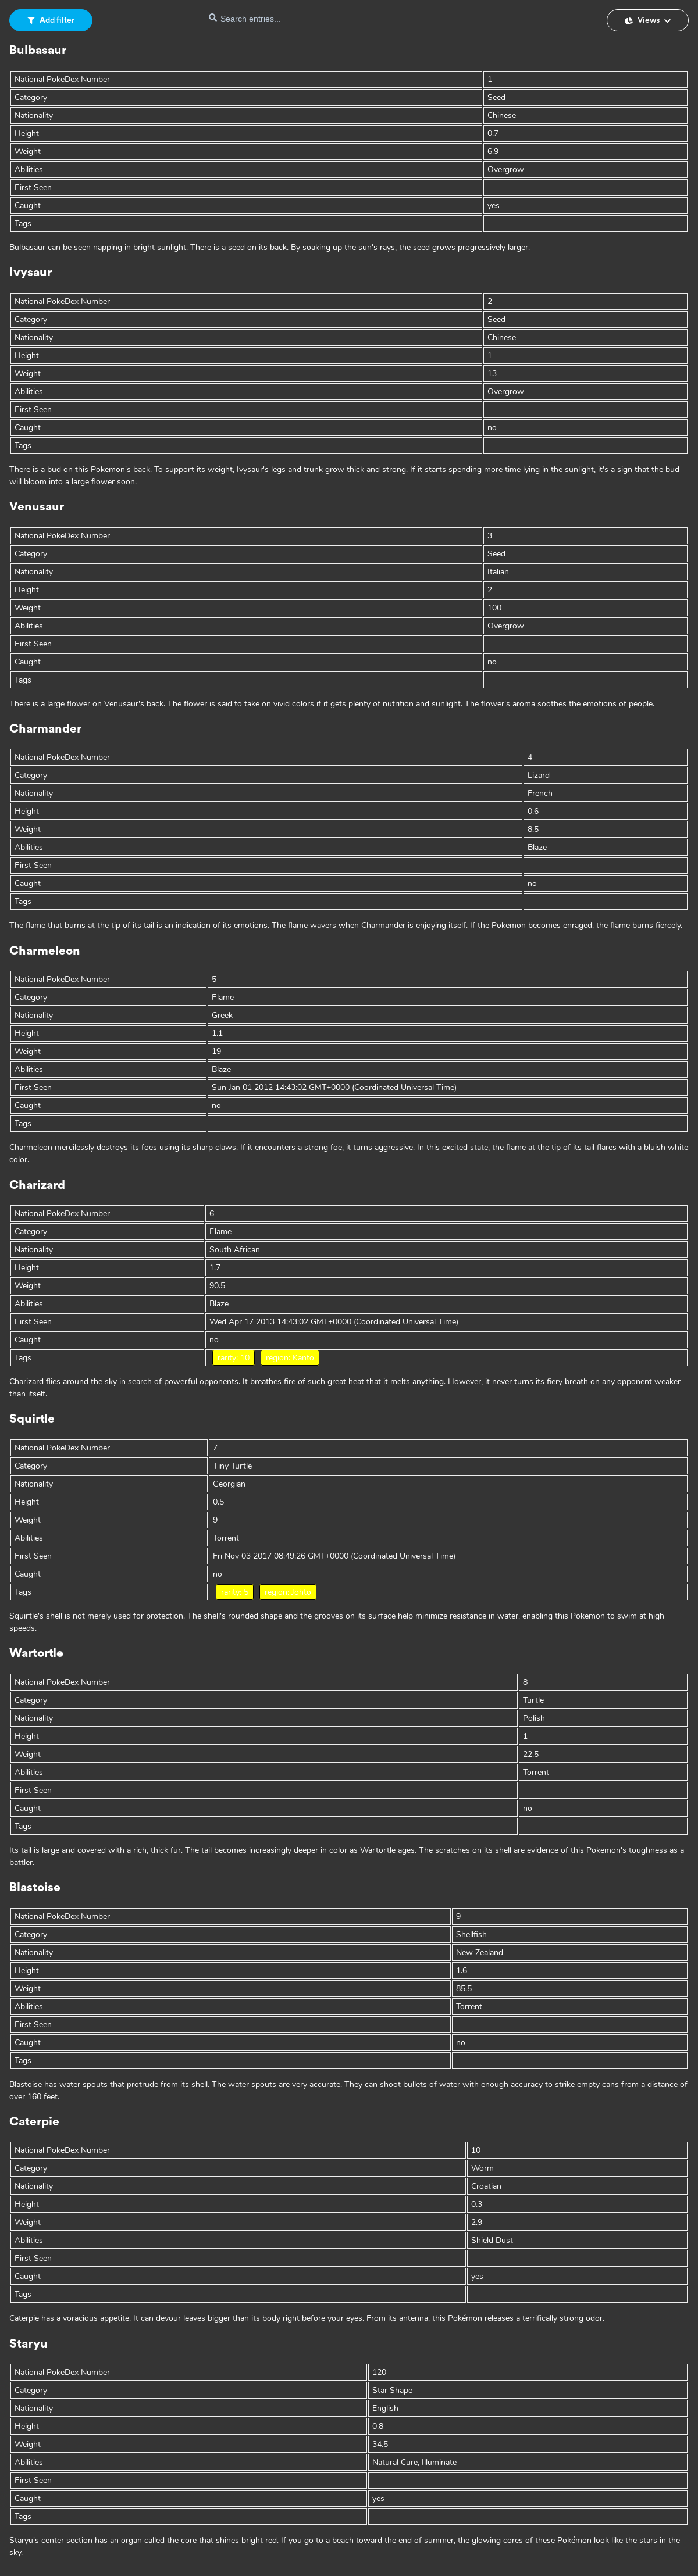 Add filter
Search entries...
Views
Bulbasaur
National PokeDex Number 1
Category Seed
Nationality Chinese
Height 0.7
Weight 6.9
Abilities Overgrow
First Seen
Caught yes
Tags
Bulbasaur can be seen napping in bright sunlight. There is a seed on its back. By soaking up the sun's rays, the seed grows progressively larger.
Ivysaur
National PokeDex Number 2
Category Seed
Nationality Chinese
Height 1
Weight 13
Abilities Overgrow
First Seen
Caught no
Tags
There is a bud on this Pokemon's back. To support its weight, Ivysaur's legs and trunk grow thick and strong. If it starts spending more time lying in the sunlight, it's a sign that the bud
will bloom into a large flower soon.
Venusaur
National PokeDex Number 3
Category Seed
Nationality Italian
Height 2
Weight 100
Abilities Overgrow
First Seen
Caught no
Tags
There is a large flower on Venusaur's back. The flower is said to take on vivid colors if it gets plenty of nutrition and sunlight. The flower's aroma soothes the emotions of people.
Charmander
National PokeDex Number 4
Category Lizard
Nationality French
Height 0.6
Weight 8.5
Abilities Blaze
First Seen
Caught no
Tags
The flame that burns at the tip of its tail is an indication of its emotions. The flame wavers when Charmander is enjoying itself. If the Pokemon becomes enraged, the flame burns fiercely.
Charmeleon
National PokeDex Number 5
Category Flame
Nationality Greek
Height 1.1
Weight 19
Abilities Blaze
First Seen Sun Jan 01 2012 14:43:02 GMT+0000 (Coordinated Universal Time)
Caught no
Tags
Charmeleon mercilessly destroys its foes using its sharp claws. If it encounters a strong foe, it turns aggressive. In this excited state, the flame at the tip of its tail flares with a bluish white
color.
Charizard
National PokeDex Number 6
Category Flame
Nationality South African
Height 1.7
Weight 90.5
Abilities Blaze
First Seen Wed Apr 17 2013 14:43:02 GMT+0000 (Coordinated Universal Time)
Caught no
Tags
Charizard flies around the sky in search of powerful opponents. It breathes fire of such great heat that it melts anything. However, it never turns its fiery breath on any opponent weaker
than itself.
Squirtle
National PokeDex Number 7
Category Tiny Turtle
Nationality Georgian
Height 0.5
Weight 9
Abilities Torrent
First Seen Fri Nov 03 2017 08:49:26 GMT+0000 (Coordinated Universal Time)
Caught no
Tags
Squirtle's shell is not merely used for protection. The shell's rounded shape and the grooves on its surface help minimize resistance in water, enabling this Pokemon to swim at high
speeds.
Wartortle
National PokeDex Number 8
Category Turtle
Nationality Polish
Height 1
Weight 22.5
Abilities Torrent
First Seen
Caught no
Tags
Its tail is large and covered with a rich, thick fur. The tail becomes increasingly deeper in color as Wartortle ages. The scratches on its shell are evidence of this Pokemon's toughness as a
battler.
Blastoise
National PokeDex Number 9
Category Shellfish
Nationality New Zealand
Height 1.6
Weight 85.5
Abilities Torrent
First Seen
Caught no
Tags
Blastoise has water spouts that protrude from its shell. The water spouts are very accurate. They can shoot bullets of water with enough accuracy to strike empty cans from a distance of
over 160 feet.
Caterpie
National PokeDex Number 10
Category Worm
Nationality Croatian
Height 0.3
Weight 2.9
Abilities Shield Dust
First Seen
Caught yes
Tags
Caterpie has a voracious appetite. It can devour leaves bigger than its body right before your eyes. From its antenna, this Pokémon releases a terrifically strong odor.
Staryu
National PokeDex Number 120
Category Star Shape
Nationality English
Height 0.8
Weight 34.5
Abilities Natural Cure, Illuminate
First Seen
Caught yes
Tags
Staryu's center section has an organ called the core that shines bright red. If you go to a beach toward the end of summer, the glowing cores of these Pokémon look like the stars in the
sky.